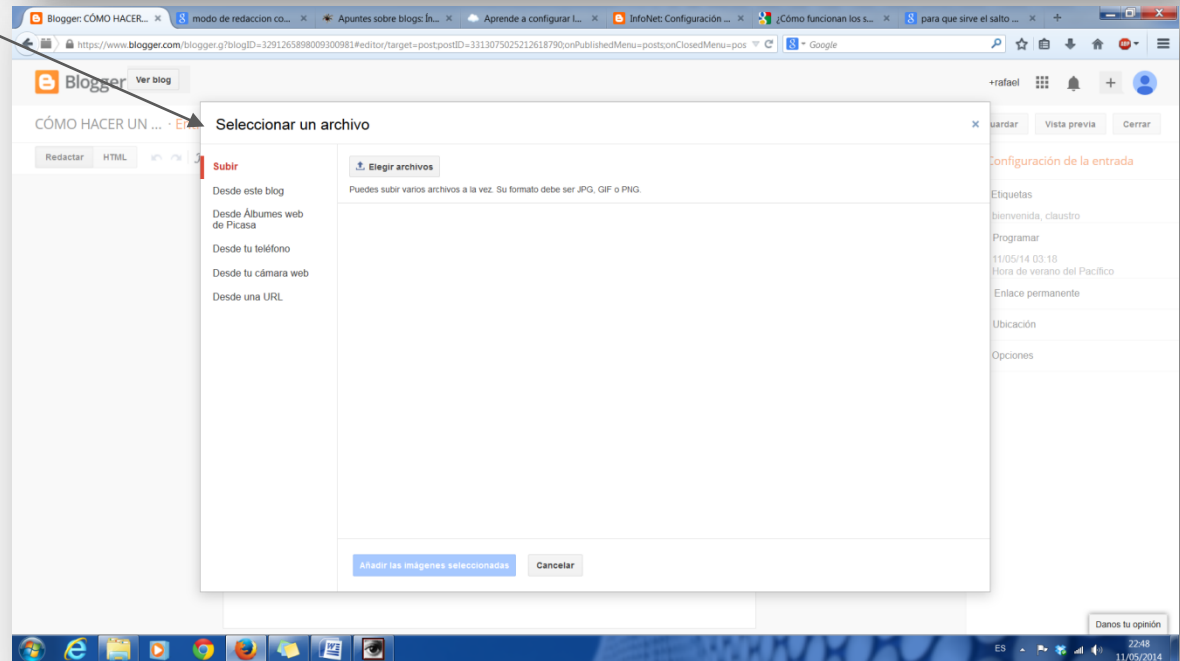 Blogger: CÓMO HACER...
modo de redaccion co...
Apuntes sobre blogs: Ín...
Aprende a configurar l...
InfoNet: Configuración ...
¿Cómo funcionan los s...
para que sirve el salto ...
https://www.blogger.com/blogger.g?blogID=3291265898009300981#editor/target=post;postID=3313075025212618790;onPublishedMenu=posts;onClosedMenu=pos
Google
Blogger
Ver blog
+rafael
CÓMO HACER UN ...
uardar
Vista previa
Cerrar
Redactar
HTML
Seleccionar un archivo
Subir
Desde este blog
Desde Álbumes web
de Picasa
Desde tu teléfono
Desde tu cámara web
Desde una URL
Elegir archivos
Puedes subir varios archivos a la vez. Su formato debe ser JPG, GIF o PNG.
Añadir las imágenes seleccionadas
Cancelar
Configuración de la entrada
Etiquetas
bienvenida, claustro
Programar
11/05/14 03:18
Hora de verano del Pacífico
Enlace permanente
Ubicación
Opciones
Danos tu opinión
ES
22:48
11/05/2014